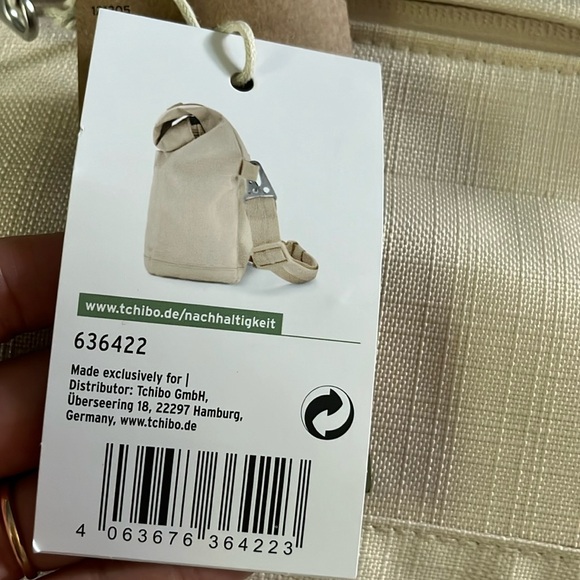 www.tchibo.de/nachhaltigkeit
636422
Made exclusively for |
Distributor: Tchibo GmbH,
Überseering 18, 22297 Hamburg,
Germany, www.tchibo.de
4 063676 364223